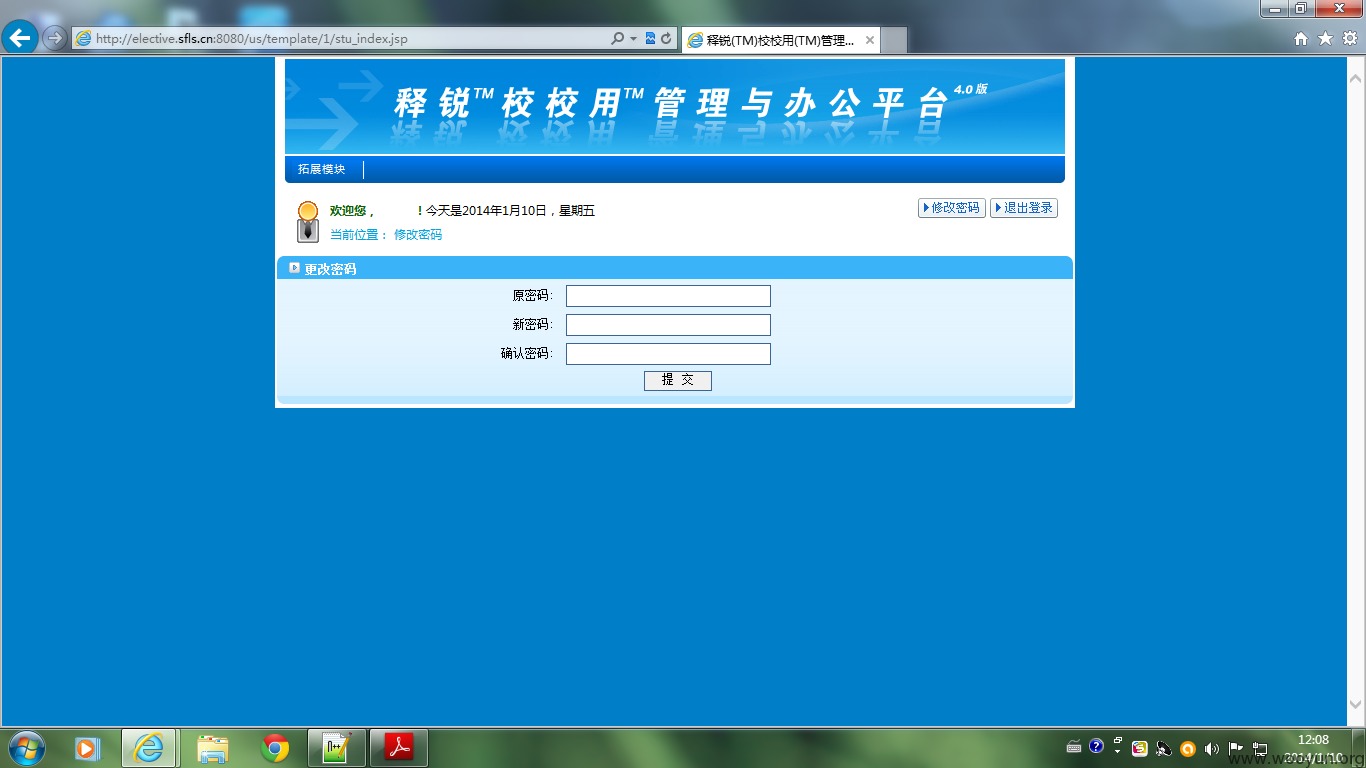 http://elective.sfls.cn:8080/us/template/1/stu_index.jsp
释锐(TM)校校用(TM)管理...
释锐™校校用™管理与办公平台 4.0 版
拓展模块
欢迎您， ! 今天是2014年1月10日，星期五
修改密码 退出登录
当前位置： 修改密码
更改密码
原密码:
新密码:
确认密码:
提 交
12:08
2014/1/10
www.wooyun.org